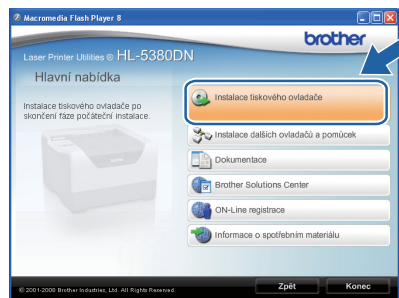 Macromedia Flash Player 8
brother
Laser Printer Utilities @ HL-5380DN
Hlavní nabídka
Instalace tiskového ovladače po
skončení fáze počáteční instalace.
Instalace tiskového ovladače
Instalace dalších ovladačů a pomůcek
Dokumentace
Brother Solutions Center
ON-Line registrace
Informace o spotřebním materiálu
© 2001-2008 Brother Industries, Ltd. All Rights Reserved.
Zpět
Konec